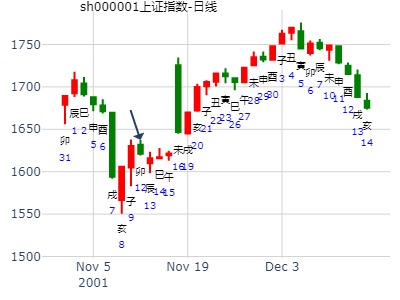 sh000001上证指数-日线
1750
1700
1650
1600
1550
1500
卯
31
辰
1
巳
2
申
5
酉
6
戌
7
亥
8
子
9
卯
12
辰
13
巳
14
午
15
未
16
戌
19
亥
20
子
21
丑
22
寅
23
巳
26
午
27
未
28
申
29
酉
30
子
3
丑
4
寅
5
卯
6
辰
7
未
10
申
11
酉
12
戌
13
亥
14
Nov 5
2001
Nov 19
Dec 3